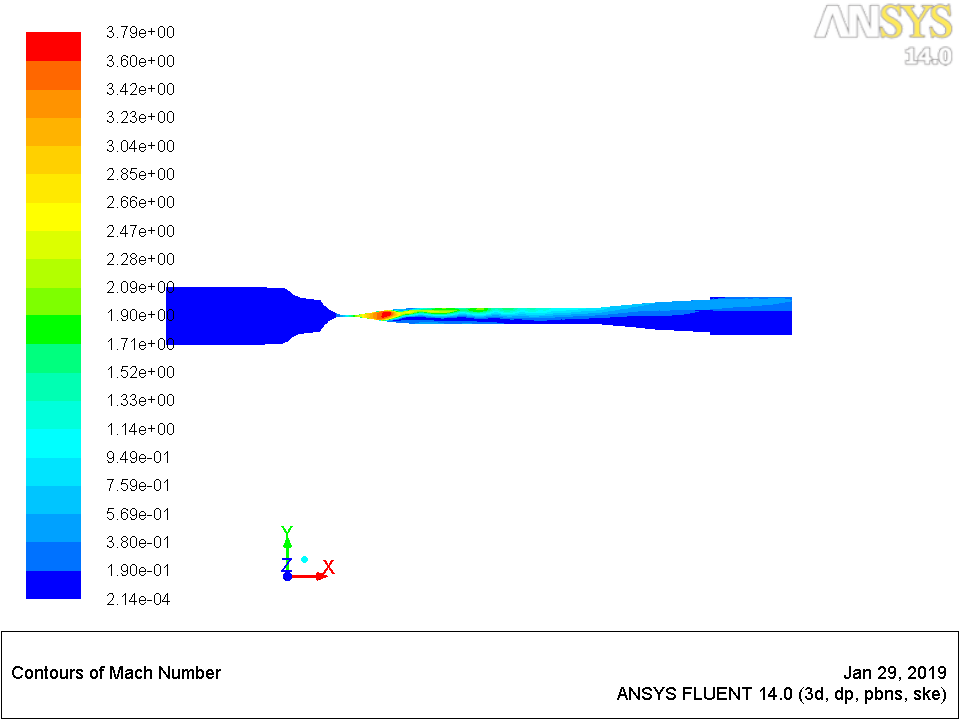 ANSYS
14.0
3.79e+00
3.60e+00
3.42e+00
3.23e+00
3.04e+00
2.85e+00
2.66e+00
2.47e+00
2.28e+00
2.09e+00
1.90e+00
1.71e+00
1.52e+00
1.33e+00
1.14e+00
9.49e-01
7.59e-01
5.69e-01
3.80e-01
1.90e-01
2.14e-04
Y
Z X
Contours of Mach Number
Jan 29, 2019
ANSYS FLUENT 14.0 (3d, dp, pbns, ske)